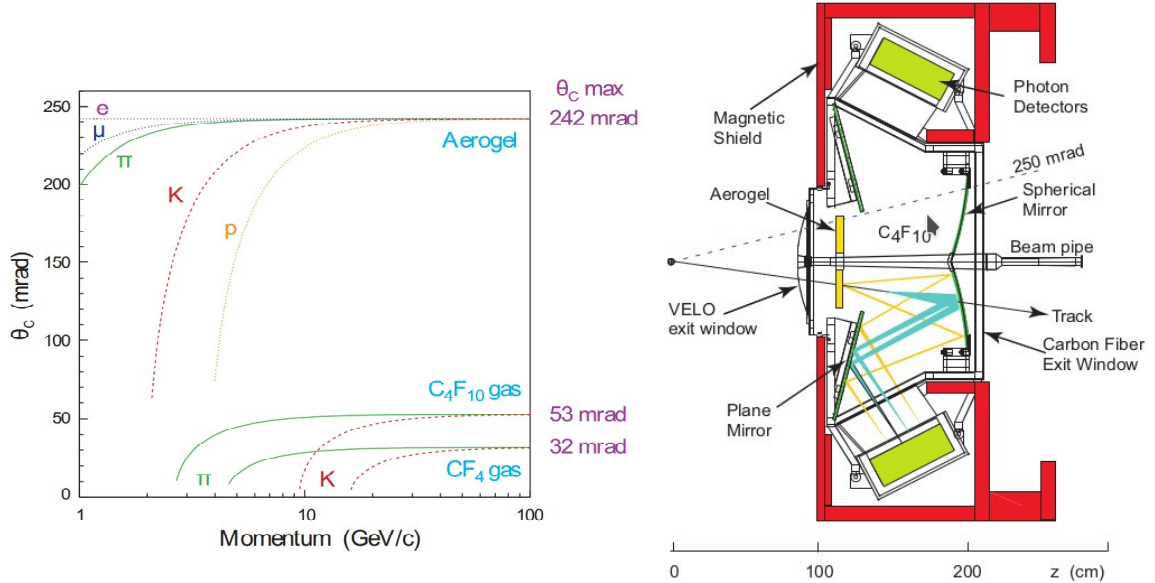 θC max
250
e
242 mrad
μ
Aerogel
π
200
K
p
150
θC (mrad)
100
C4F10 gas
53 mrad
50
32 mrad
π
K
CF4 gas
0
1
10
100
Momentum (GeV/c)
Magnetic
Shield
Photon
Detectors
250 mrad
Aerogel
Spherical
Mirror
C4F10
Beam pipe
VELO
exit window
Track
Carbon Fiber
Exit Window
Plane
Mirror
0
100
200
z (cm)